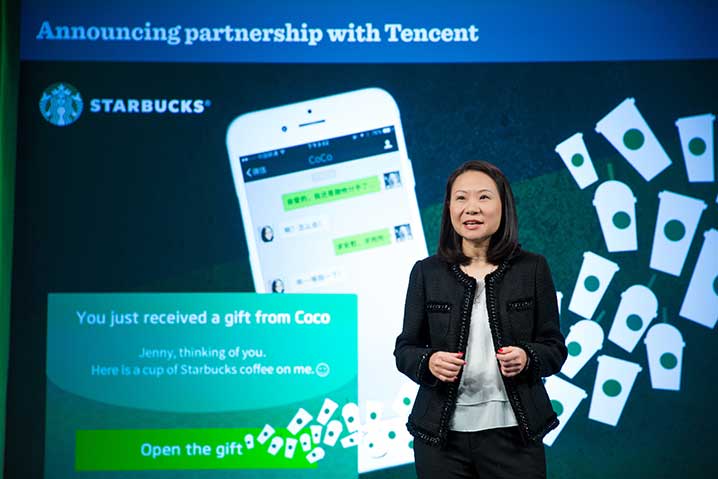 Announcing partnership with Tencent
STARBUCKS®
CoCo
You just received a gift from Coco
Jenny, thinking of you.
Here is a cup of Starbucks coffee on me.
Open the gift